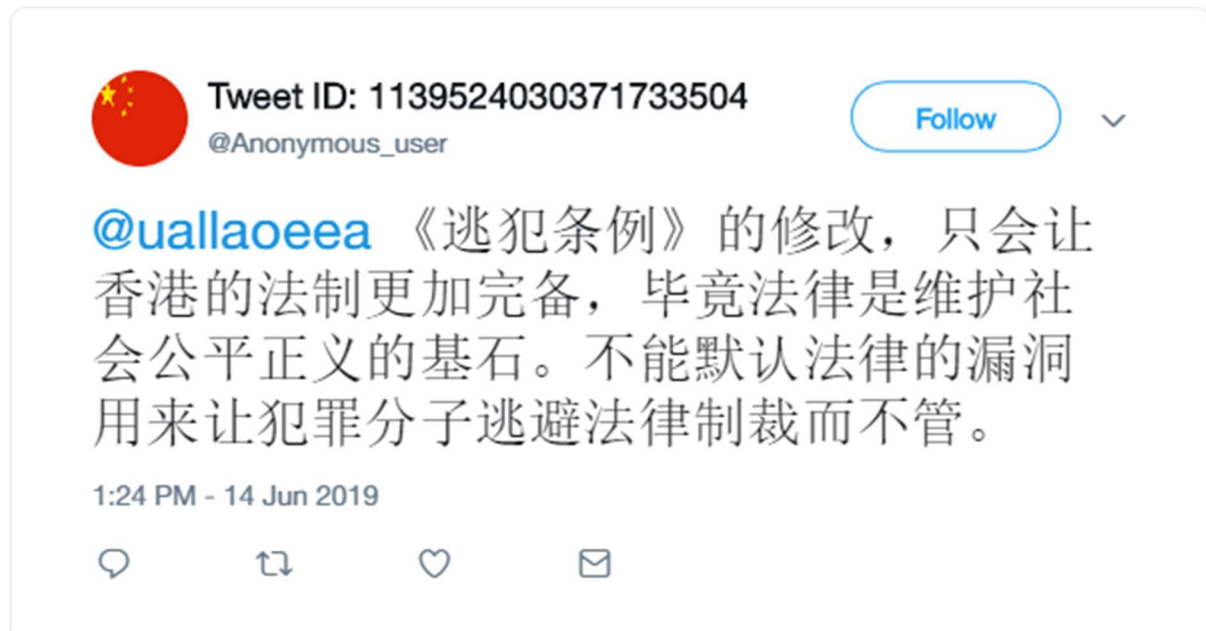 Tweet ID: 1139524030371733504
@Anonymous_user
Follow
@uallaoeea 《逃犯条例》的修改，只会让
香港的法制更加完备，毕竟法律是维护社
会公平正义的基石。不能默认法律的漏洞
用来让犯罪分子逃避法律制裁而不管。
1:24 PM - 14 Jun 2019